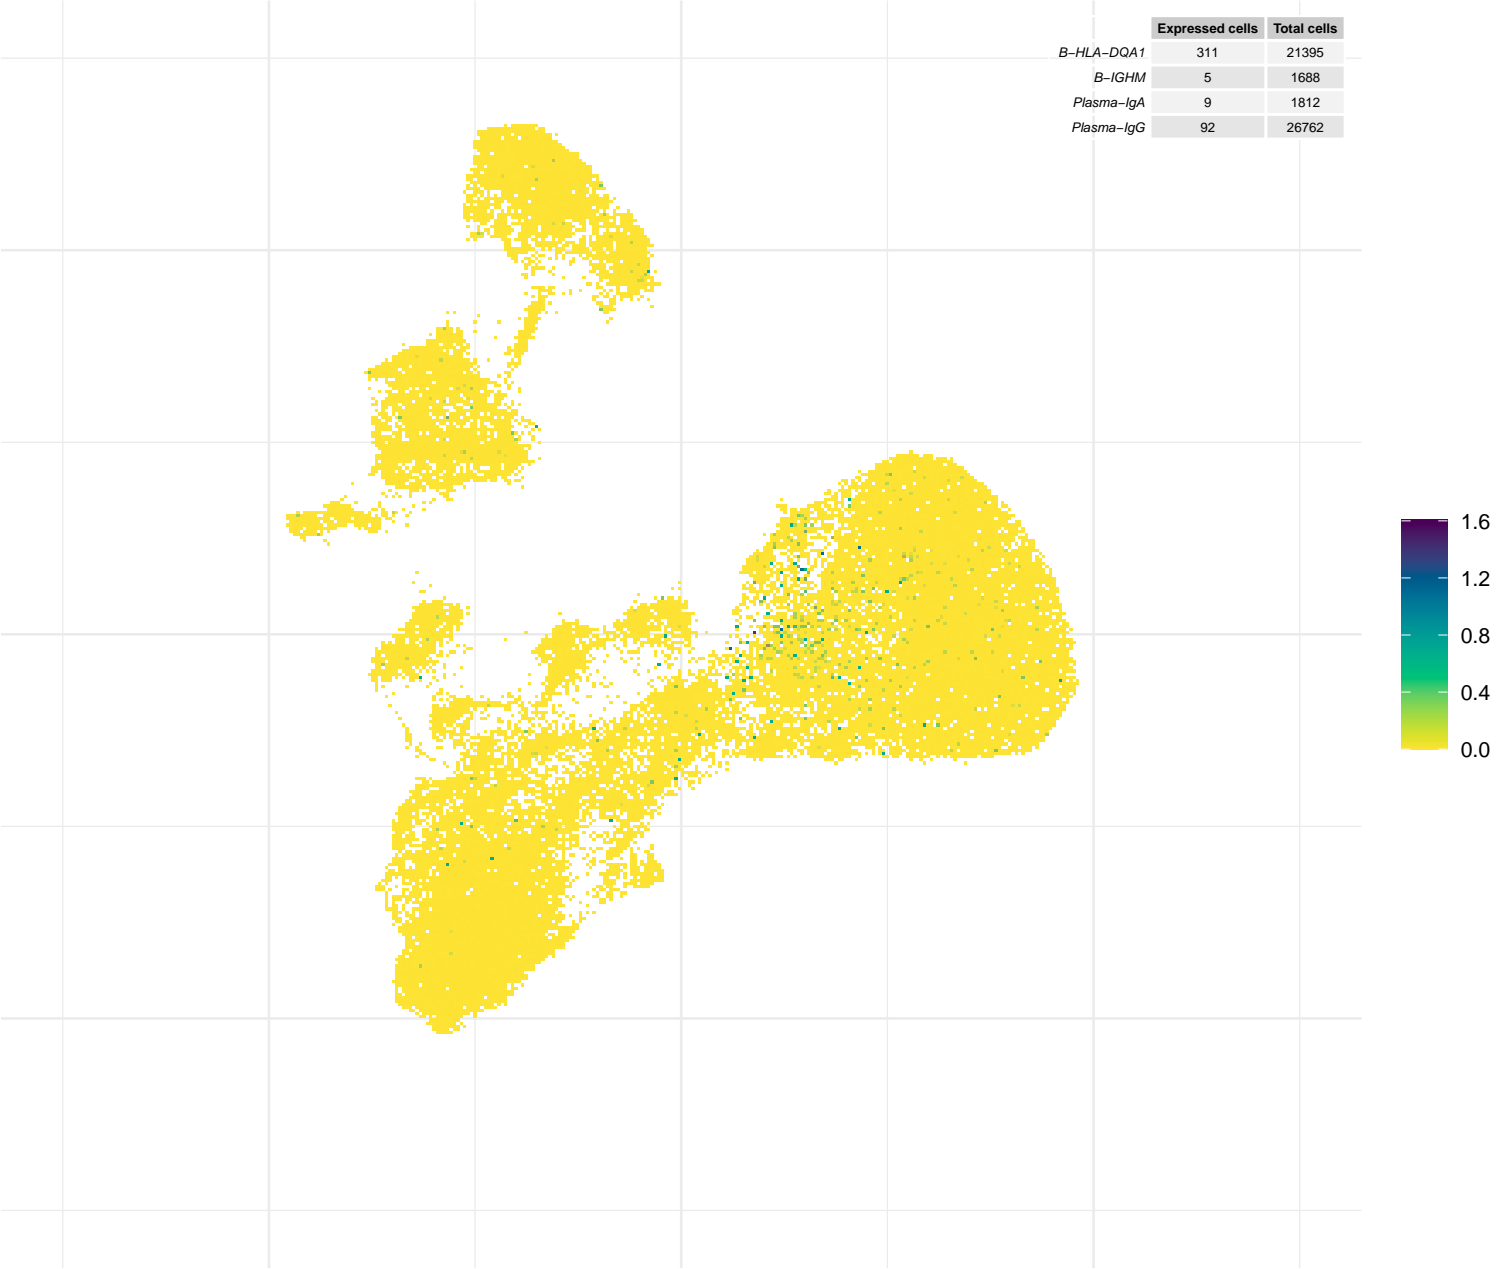 Expressed cells Total cells
B−HLA−DQA1 311 21395
B−IGHM 5 1688
Plasma−IgA 9 1812
Plasma−IgG 92 26762
1.6
1.2
0.8
0.4
0.0